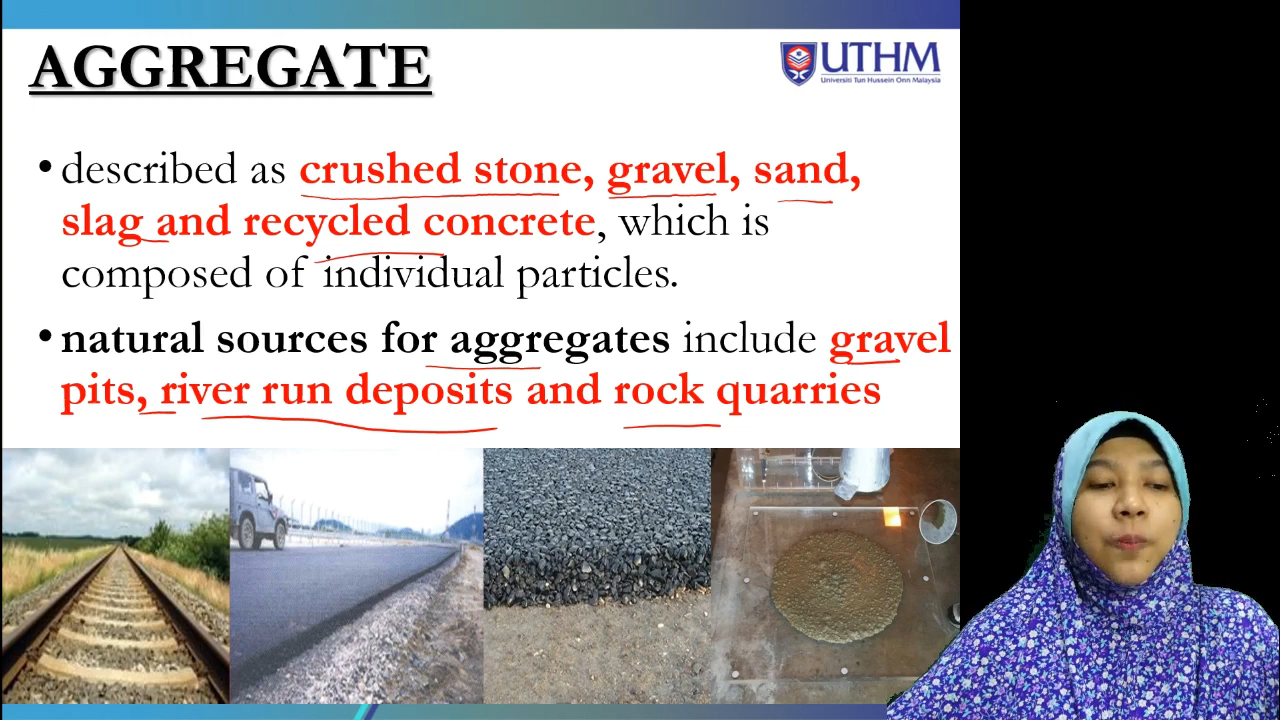 AGGREGATE
UTHM
Universiti Tun Hussein Onn Malaysia
• described as crushed stone, gravel, sand,
slag and recycled concrete, which is
composed of individual particles.
• natural sources for aggregates include gravel
pits, river run deposits and rock quarries